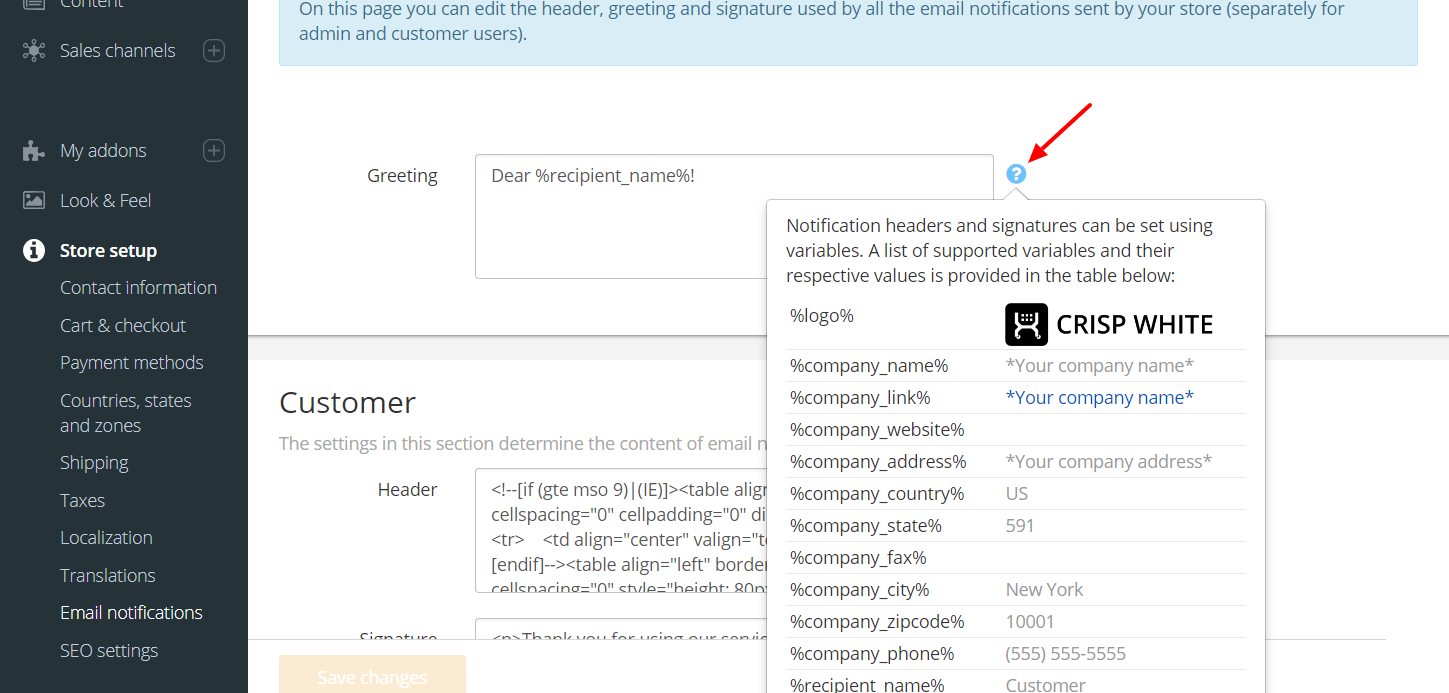 Content
Sales channels
My addons
Look & Feel
Store setup
Contact information
Cart & checkout
Payment methods
Countries, states
and zones
Shipping
Taxes
Localization
Translations
Email notifications
SEO settings
On this page you can edit the header, greeting and signature used by all the email notifications sent by your store (separately for
admin and customer users).
Greeting
Dear %recipient_name%!
?
Notification headers and signatures can be set using
variables. A list of supported variables and their
respective values is provided in the table below:
%logo% CRISP WHITE
%company_name% *Your company name*
%company_link% *Your company name*
%company_website%
%company_address% *Your company address*
%company_country% US
%company_state% 591
%company_fax%
%company_city% New York
%company_zipcode% 10001
%company_phone% (555) 555-5555
%recipient_name% Customer
Customer
The settings in this section determine the content of email n
Header
<!--[if (gte mso 9)|(IE)]><table align
cellspacing="0" cellpadding="0" di
<tr> <td align="center" valign="t
[endif]--><table align="left" border
cellspacing="0" style="height: 80p
Signature
<p>Thank you for using our servi
Save changes